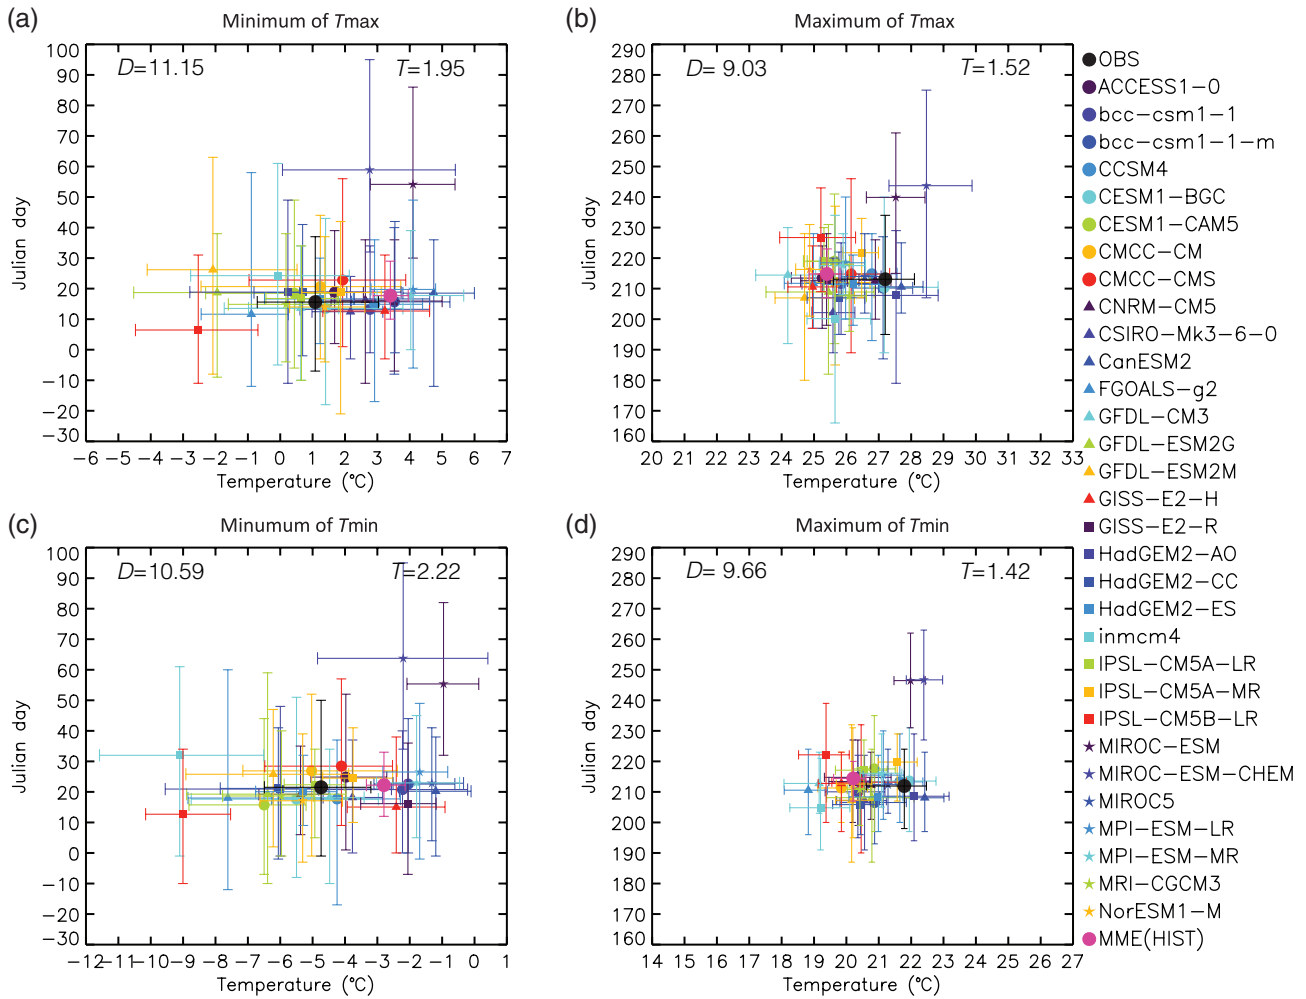 (a)
Minimum of Tmax
D=11.15
T=1.95
100
90
80
70
60
50
40
30
20
10
0
−10
−20
−30
Julian day
−6 −5 −4 −3 −2 −1 0 1 2 3 4 5 6 7
Temperature (°C)
(b)
Maximum of Tmax
D= 9.03
T=1.52
290
280
270
260
250
240
230
220
210
200
190
180
170
160
Julian day
20 21 22 23 24 25 26 27 28 29 30 31 32 33
Temperature (°C)
(c)
Minumum of Tmin
D=10.59
T=2.22
100
90
80
70
60
50
40
30
20
10
0
−10
−20
−30
Julian day
−12 −11 −10 −9 −8 −7 −6 −5 −4 −3 −2 −1 0 1
Temperature (°C)
(d)
Maximum of Tmin
D= 9.66
T=1.42
290
280
270
260
250
240
230
220
210
200
190
180
170
160
Julian day
14 15 16 17 18 19 20 21 22 23 24 25 26 27
Temperature (°C)
OBS
ACCESS1−0
bcc−csm1−1
bcc−csm1−1−m
CCSM4
CESM1−BGC
CESM1−CAM5
CMCC−CM
CMCC−CMS
CNRM−CM5
CSIRO−Mk3−6−0
CanESM2
FGOALS−g2
GFDL−CM3
GFDL−ESM2G
GFDL−ESM2M
GISS−E2−H
GISS−E2−R
HadGEM2−AO
HadGEM2−CC
HadGEM2−ES
inmcm4
IPSL−CM5A−LR
IPSL−CM5A−MR
IPSL−CM5B−LR
MIROC−ESM
MIROC−ESM−CHEM
MIROC5
MPI−ESM−LR
MPI−ESM−MR
MRI−CGCM3
NorESM1−M
MME(HIST)